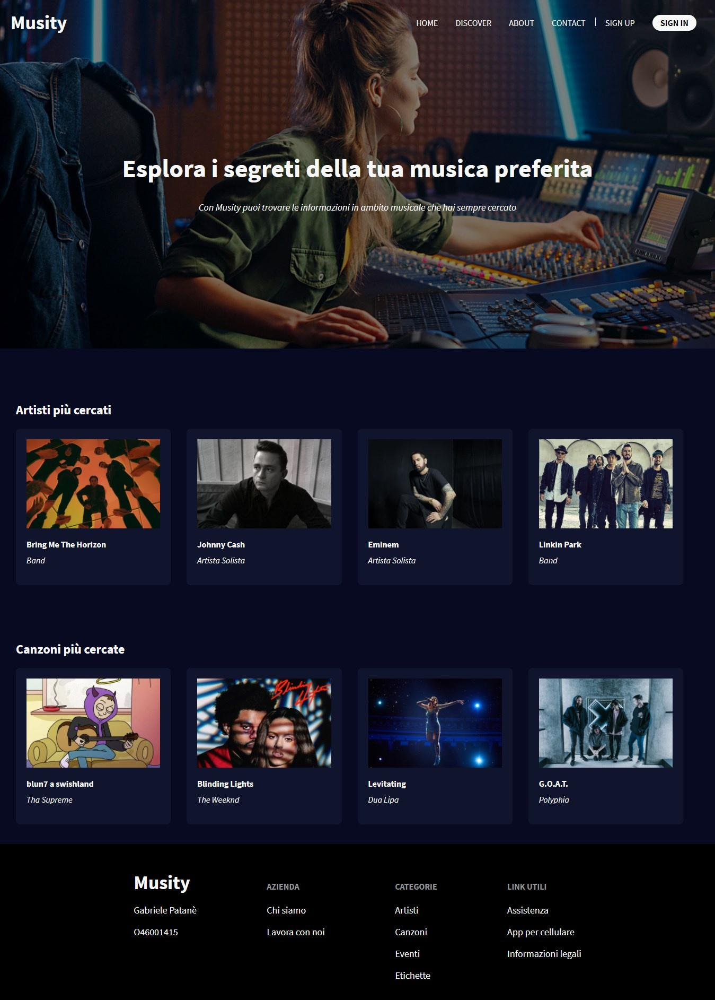 Musity
HOME DISCOVER ABOUT CONTACT SIGN UP SIGN IN
Esplora i segreti della tua musica preferita
Con Musity puoi trovare le informazioni in ambito musicale che hai sempre cercato
Artisti più cercati
Bring Me The Horizon
Band
Johnny Cash
Artista Solista
Eminem
Artista Solista
Linkin Park
Band
Canzoni più cercate
blun7 a swishland
Tha Supreme
Blinding Lights
Blinding Lights
The Weeknd
Levitating
Dua Lipa
G.O.A.T.
Polyphia
Musity
Gabriele Patanè
O46001415
AZIENDA
Chi siamo
Lavora con noi
CATEGORIE
Artisti
Canzoni
Eventi
Etichette
LINK UTILI
Assistenza
App per cellulare
Informazioni legali